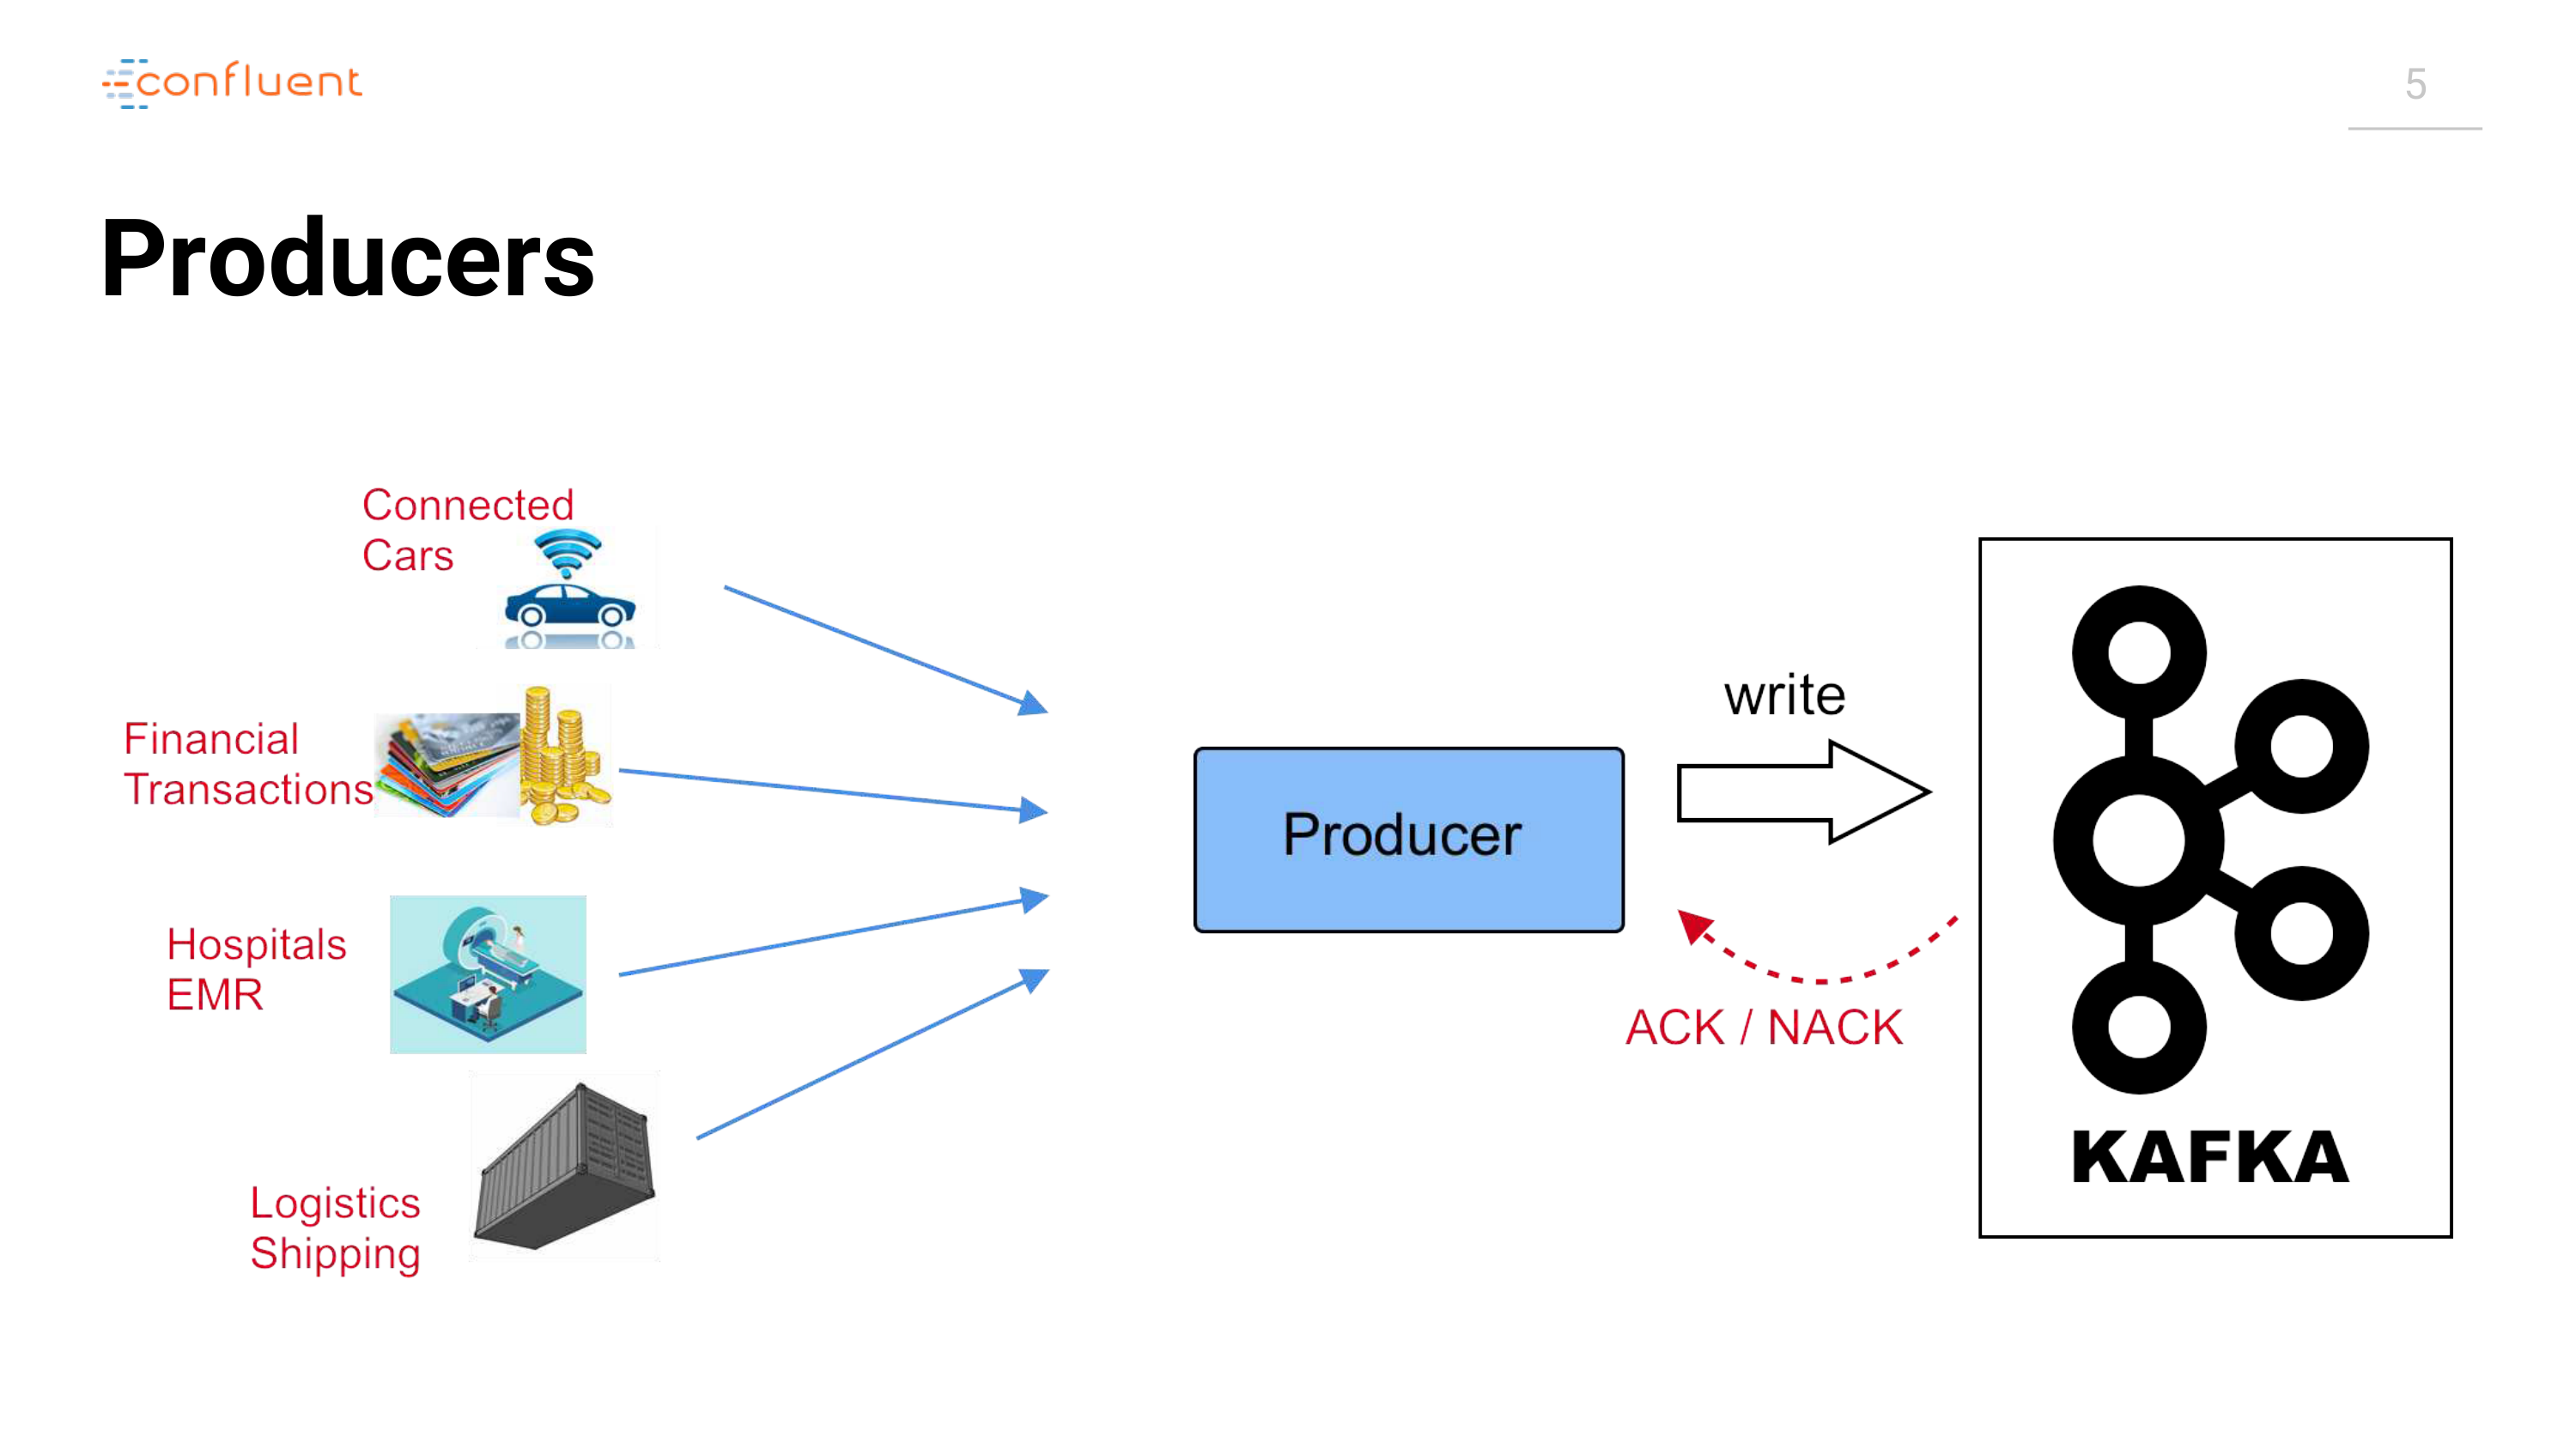 confluent
5
Producers
Connected
Cars
Financial
Transactions
Hospitals
EMR
Logistics
Shipping
Producer
write
ACK / NACK
KAFKA